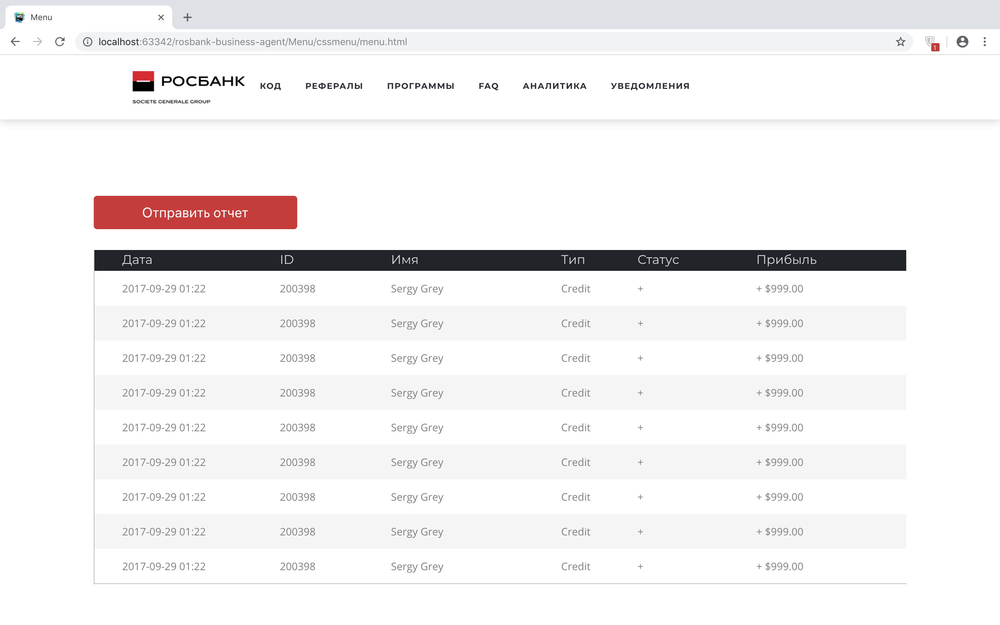 Menu
localhost:63342/rosbank-business-agent/Menu/cssmenu/menu.html
1
РОСБАНК
SOCIETE GENERALE GROUP
КОД РЕФЕРАЛЫ ПРОГРАММЫ FAQ АНАЛИТИКА УВЕДОМЛЕНИЯ
Отправить отчет
Дата ID Имя Тип Статус Прибыль
2017-09-29 01:22 200398 Sergy Grey Credit + + $999.00
2017-09-29 01:22 200398 Sergy Grey Credit + + $999.00
2017-09-29 01:22 200398 Sergy Grey Credit + + $999.00
2017-09-29 01:22 200398 Sergy Grey Credit + + $999.00
2017-09-29 01:22 200398 Sergy Grey Credit + + $999.00
2017-09-29 01:22 200398 Sergy Grey Credit + + $999.00
2017-09-29 01:22 200398 Sergy Grey Credit + + $999.00
2017-09-29 01:22 200398 Sergy Grey Credit + + $999.00
2017-09-29 01:22 200398 Sergy Grey Credit + + $999.00